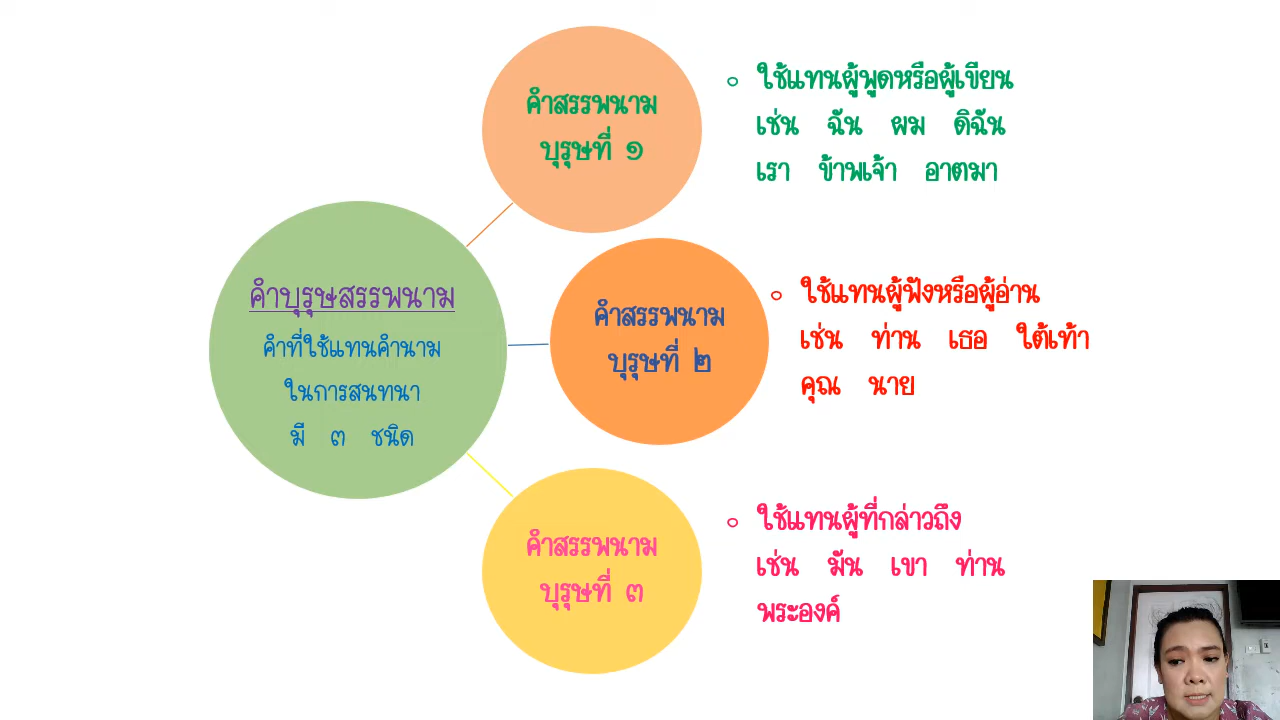 คำบุรุษสรรพนาม
คำที่ใช้แทนคำนาม
ในการสนทนา
มี ๓ ชนิด
คำสรรพนาม
บุรุษที่ ๑
ใช้แทนผู้พูดหรือผู้เขียน
เช่น ฉัน ผม ดิฉัน
เรา ข้าพเจ้า อาตมา
คำสรรพนาม
บุรุษที่ ๒
ใช้แทนผู้ฟังหรือผู้อ่าน
เช่น ท่าน เธอ ใต้เท้า
คุณ นาย
คำสรรพนาม
บุรุษที่ ๓
ใช้แทนผู้ที่กล่าวถึง
เช่น มัน เขา ท่าน
พระองค์